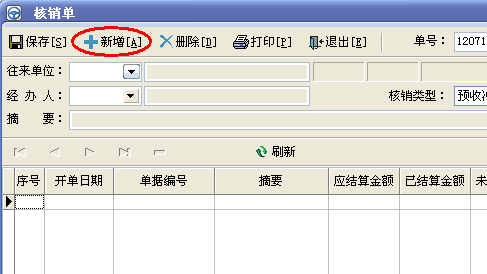 核销单
保存[S] 新增[A] 删除[D] 打印[P] 退出[E] 单号： 12071
往来单位：
经 办 人： 核销类型： 预收
摘 要：
刷新
序号 开单日期 单据编号 摘要 应结算金额 已结算金额 未